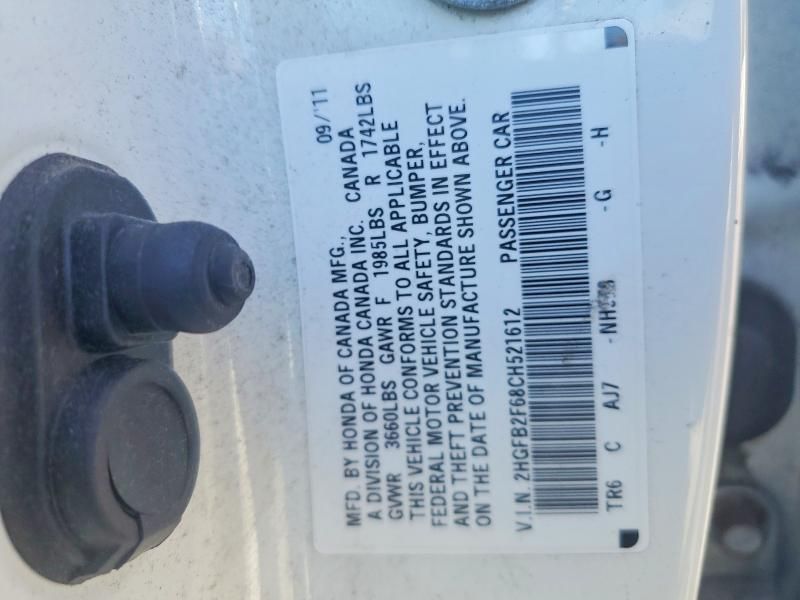 MFD. BY HONDA OF CANADA MFG., 09/'11
A DIVISION OF HONDA CANADA INC. CANADA
GVWR 3660LBS GAWR F 1985LBS R 1742LBS
THIS VEHICLE CONFORMS TO ALL APPLICABLE
FEDERAL MOTOR VEHICLE SAFETY, BUMPER,
AND THEFT PREVENTION STANDARDS IN EFFECT
ON THE DATE OF MANUFACTURE SHOWN ABOVE.
V.I.N. 2HGFB2F68CH521612 PASSENGER CAR
TR6 C AJ7 -G -H